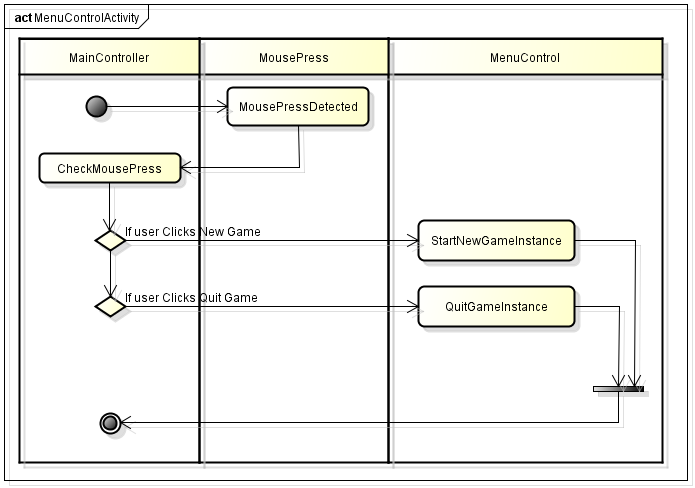 act MenuControlActivity
MainController
MousePress
MenuControl
MousePressDetected
CheckMousePress
If user Clicks New Game
StartNewGameInstance
If user Clicks Quit Game
QuitGameInstance